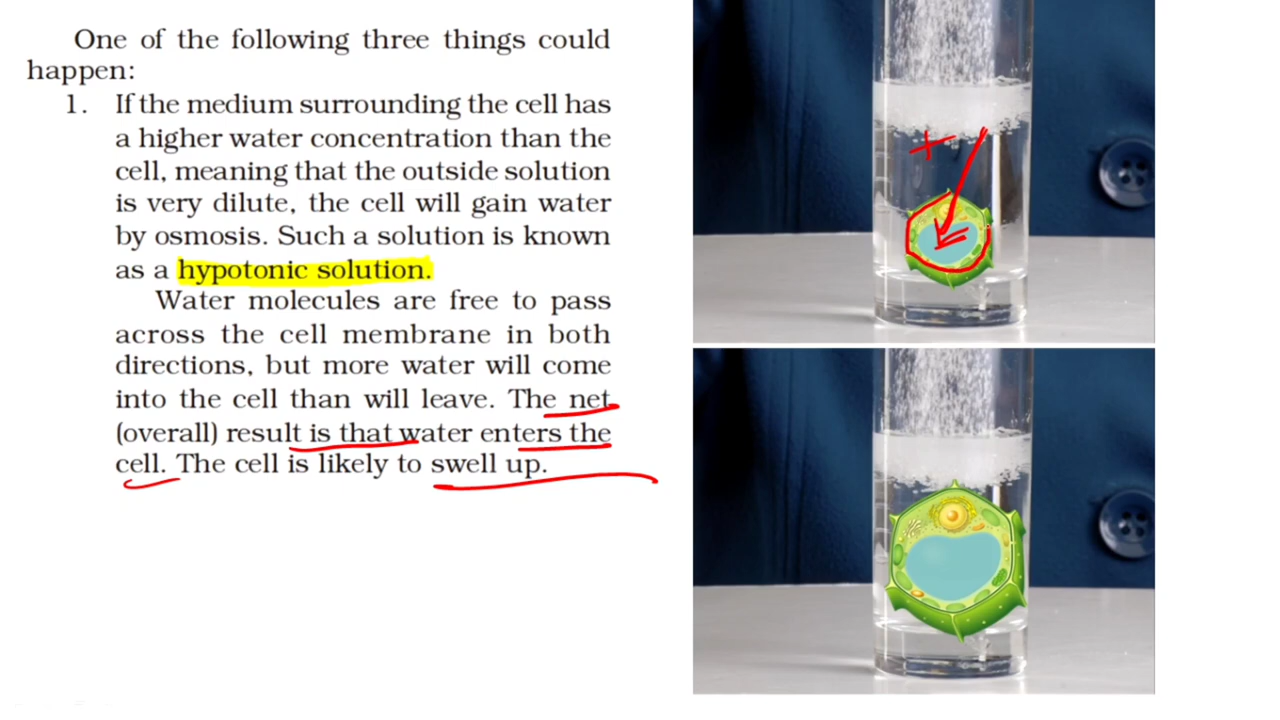 One of the following three things could
happen:
1. If the medium surrounding the cell has
a higher water concentration than the
cell, meaning that the outside solution
is very dilute, the cell will gain water
by osmosis. Such a solution is known
as a hypotonic solution.
Water molecules are free to pass
across the cell membrane in both
directions, but more water will come
into the cell than will leave. The net
(overall) result is that water enters the
cell. The cell is likely to swell up.